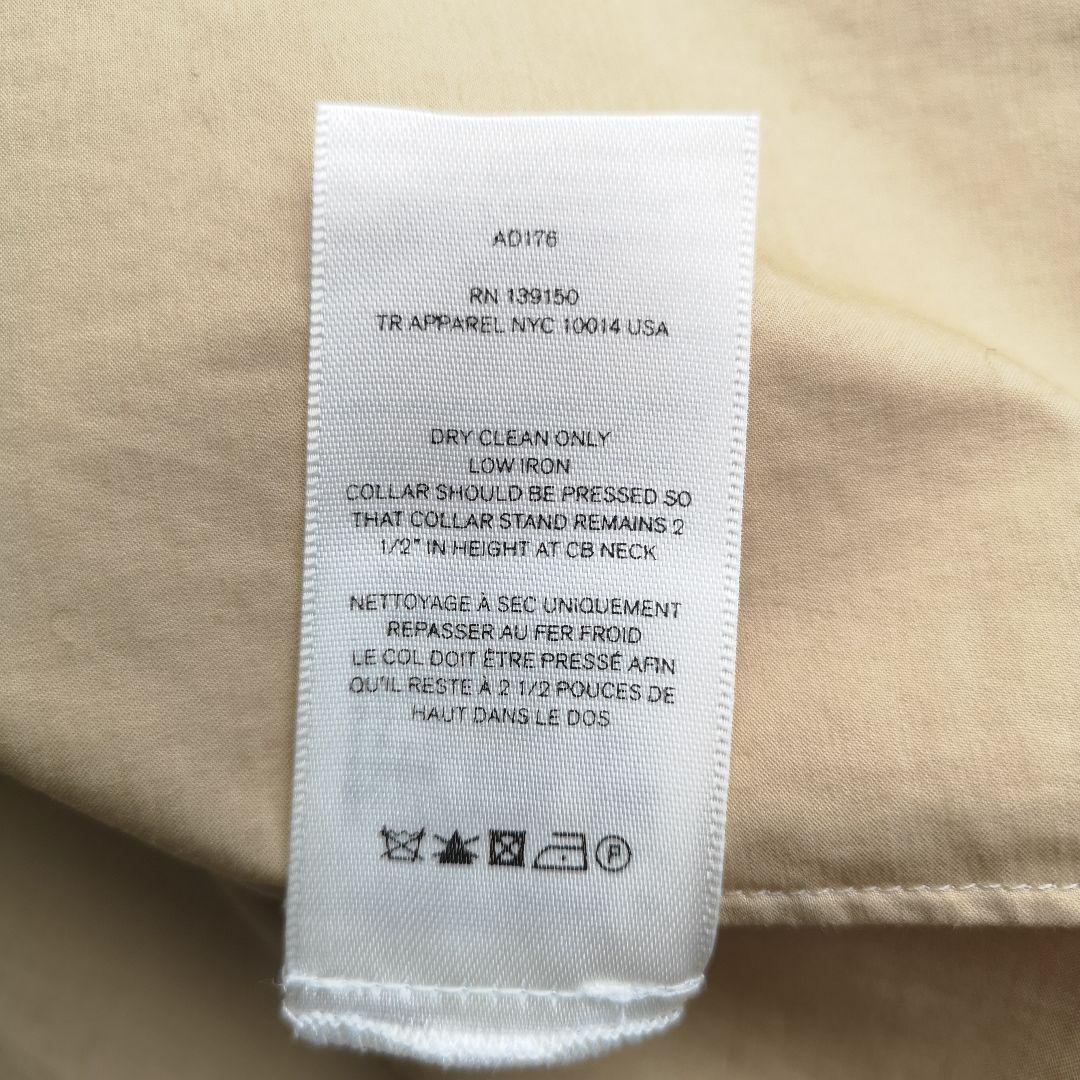 AD176
RN 139150
TR APPAREL NYC 10014 USA
DRY CLEAN ONLY
LOW IRON
COLLAR SHOULD BE PRESSED SO
THAT COLLAR STAND REMAINS 2
1/2" IN HEIGHT AT CB NECK
NETTOYAGE À SEC UNIQUEMENT
REPASSER AU FER FROID
LE COL DOIT ÊTRE PRESSÉ AFIN
QU'IL RESTE À 2 1/2 POUCES DE
HAUT DANS LE DOS
P